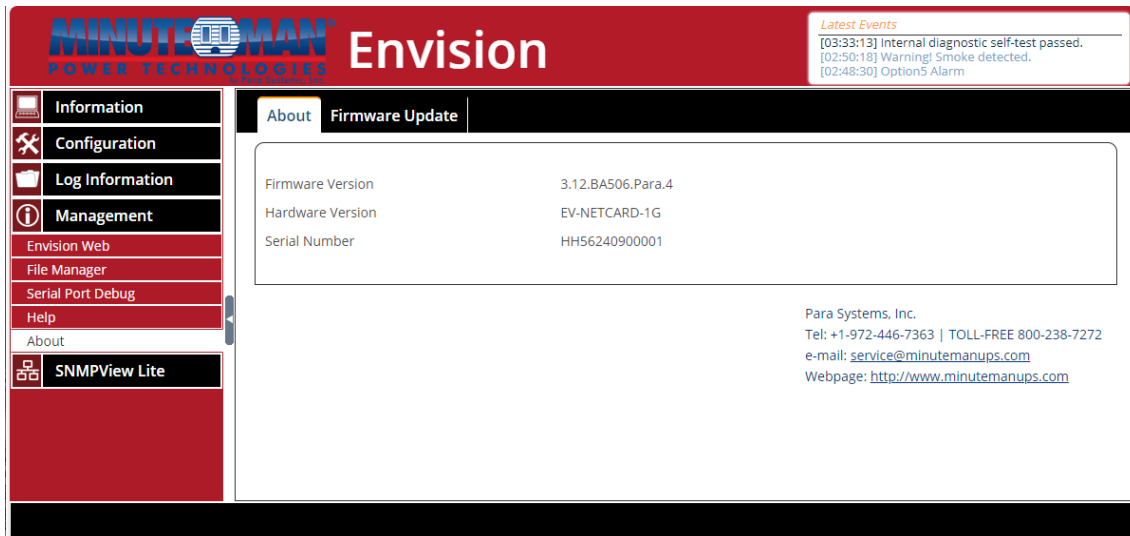 MINUTEMAN®
POWER TECHNOLOGIES
by Para Systems, Inc.
Envision
Latest Events
[03:33:13] Internal diagnostic self-test passed.
[02:50:18] Warning! Smoke detected.
[02:48:30] Option5 Alarm
Information
Configuration
Log Information
Management
Envision Web
File Manager
Serial Port Debug
Help
About
SNMPView Lite
About Firmware Update
Firmware Version 3.12.BA506.Para.4
Hardware Version EV-NETCARD-1G
Serial Number HH56240900001
Para Systems, Inc.
Tel: +1-972-446-7363 | TOLL-FREE 800-238-7272
e-mail: service@minutemanups.com
Webpage: http://www.minutemanups.com